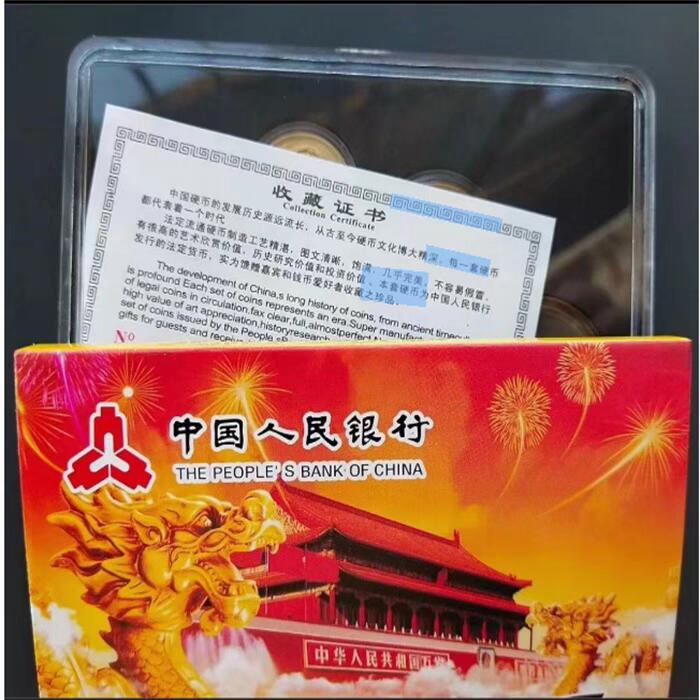 收藏证书
Collection Certificate
中国硬币的发展历史源远流长，从古至今硬币文化博大精深，每一套硬币
都代表着一个时代
法定流通硬币制造工艺精湛，图文清晰，饱满，几乎完美，不容易假冒，
有很高的艺术欣赏价值，历史研究价值和投资价值、本套硬币为中国人民银行
发行的法定货币，实为馈赠嘉宾和钱币爱好者收藏之珍品。
The development of China,s long history of coins, from ancient
is profound Each set of coins represents an era.Super
of legal coins in circulation.fax clear,full,almostperfect
high value of art appreciation,historyresearch
set of coins issued by the People
gifts for guests and
No
中国人民银行
THE PEOPLE'S BANK OF CHINA
中华人民共和国万